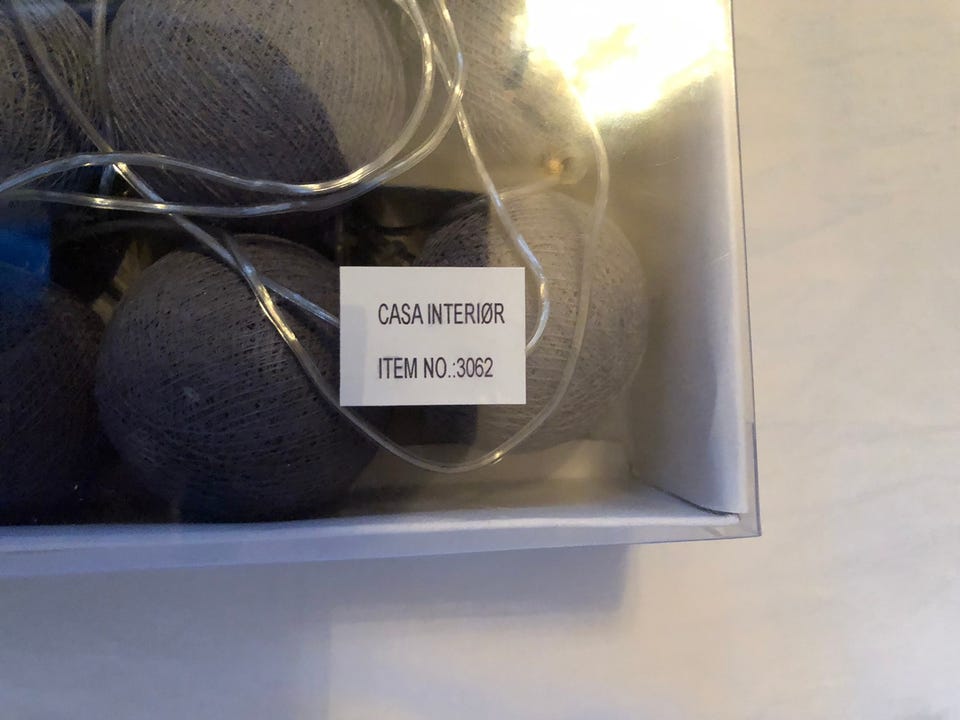 CASA INTERIØR
ITEM NO.:3062